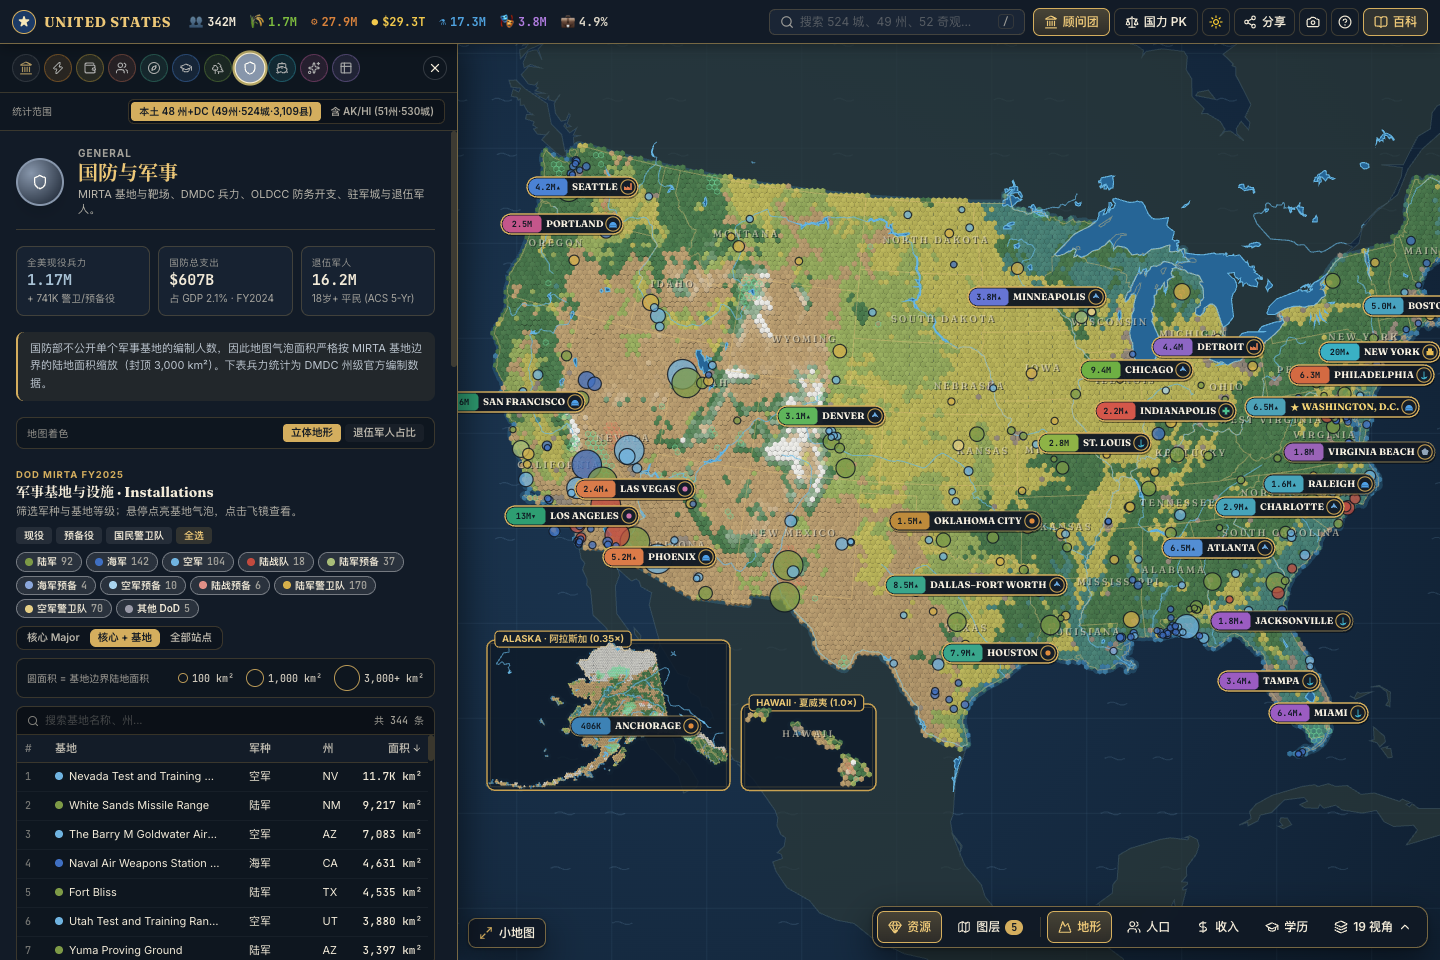 UNITED STATES
342M 1.7M 27.9M $29.3T 17.3M 3.8M 4.9%
搜索 524 城、49 州、52 奇观… /
顾问团 国力 PK 分享 百科
统计范围
本土 48 州+DC (49州·524城·3,109县) 含 AK/HI (51州·530城)
GENERAL
国防与军事
MIRTA 基地与靶场、DMDC 兵力、OLDCC 防务开支、驻军城与退伍军
人。
全美现役兵力
1.17M
+ 741K 警卫/预备役
国防总支出
$607B
占 GDP 2.1% · FY2024
退伍军人
16.2M
18岁+ 平民 (ACS 5-Yr)
国防部不公开单个军事基地的编制人数，因此地图气泡面积严格按 MIRTA 基地边
界的陆地面积缩放（封顶 3,000 km²）。下表兵力统计为 DMDC 州级官方编制数
据。
地图着色 立体地形 退伍军人占比
DOD MIRTA FY2025
军事基地与设施 · Installations
筛选军种与基地等级；悬停点亮基地气泡，点击飞镜查看。
现役 预备役 国民警卫队 全选
陆军 92 海军 142 空军 104 陆战队 18 陆军预备 37
海军预备 4 空军预备 10 陆战预备 6 陆军警卫队 170
空军警卫队 70 其他 DoD 5
核心 Major 核心 + 基地 全部站点
圆面积 = 基地边界陆地面积 100 km² 1,000 km² 3,000+ km²
搜索基地名称、州… 共 344 条
# 基地 军种 州 面积 ↓
1 Nevada Test and Training ... 空军 NV 11.7K km²
2 White Sands Missile Range 陆军 NM 9,217 km²
3 The Barry M Goldwater Air... 空军 AZ 7,083 km²
4 Naval Air Weapons Station ... 海军 CA 4,631 km²
5 Fort Bliss 陆军 TX 4,535 km²
6 Utah Test and Training Ran... 空军 UT 3,880 km²
7 Yuma Proving Ground 陆军 AZ 3,397 km²
4.2M SEATTLE
2.5M PORTLAND
OREGON
MONTANA
NORTH DAKOTA
MAIN
IDAHO
3.8M MINNEAPOLIS
5.0M BOSTO
SOUTH DAKOTA
WISCONSIN
MICHIGAN
NEW YORK
WYOMING
4.4M DETROIT
20M NEW YORK
9.4M CHICAGO
6.3M PHILADELPHIA
NEBRASKA
IOWA
OHIO
6M SAN FRANCISCO
3.1M DENVER
2.2M INDIANAPOLIS
6.5M ★ WASHINGTON, D.C.
WEST VIRGINIA
VIRGINIA
NEVADA
KANSAS
2.8M ST. LOUIS
KENTUCKY
1.8M VIRGINIA BEACH
2.4M LAS VEGAS
1.6M RALEIGH
TENNESSEE
2.9M CHARLOTTE
13M LOS ANGELES
1.5M OKLAHOMA CITY
NEW MEXICO
SOUTH CAROLINA
5.2M PHOENIX
6.5M ATLANTA
ALABAMA
8.5M DALLAS–FORT WORTH
MISSISSIPPI
1.8M JACKSONVILLE
LOUISIANA
7.9M HOUSTON
3.4M TAMPA
6.4M MIAMI
ALASKA · 阿拉斯加 (0.35×)
406K ANCHORAGE
HAWAII · 夏威夷 (1.0×)
HAWAII
小地图
资源 图层 5 地形 人口 收入 学历 19 视角